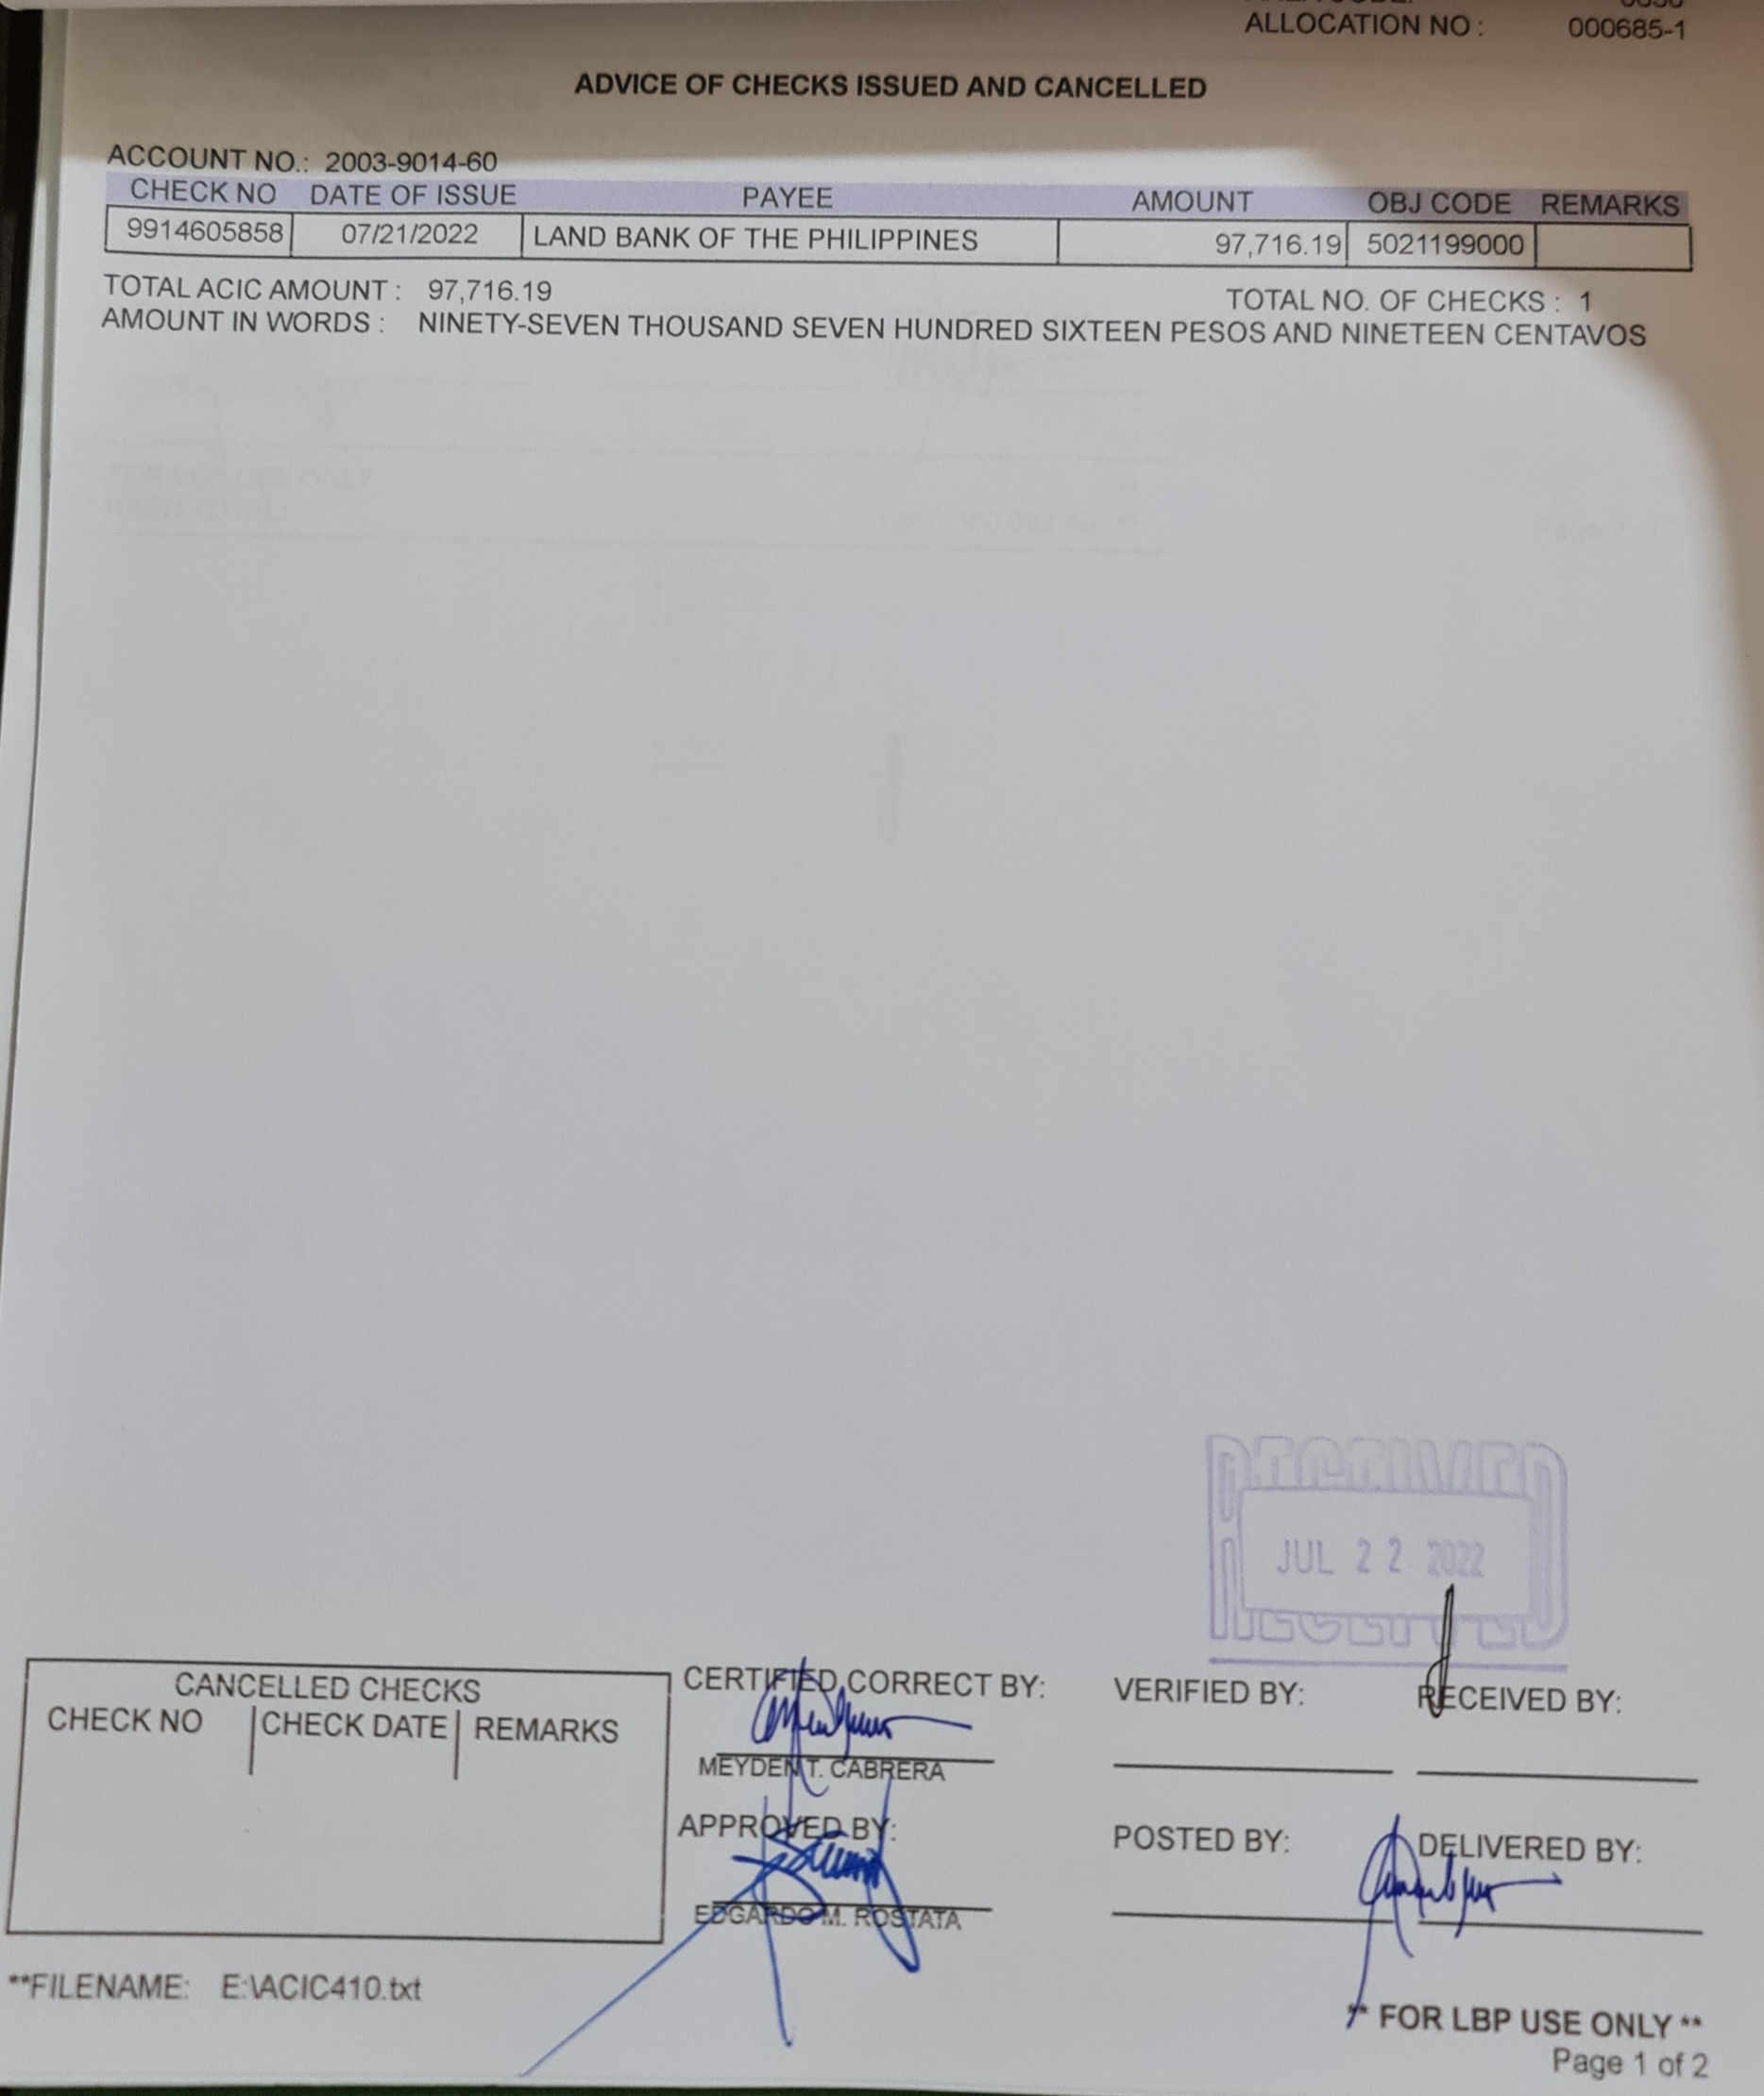 ALLOCATION NO : 000685-1
ADVICE OF CHECKS ISSUED AND CANCELLED
ACCOUNT NO.: 2003-9014-60
CHECK NO DATE OF ISSUE PAYEE AMOUNT OBJ CODE REMARKS
9914605858 07/21/2022 LAND BANK OF THE PHILIPPINES 97,716.19 5021199000
TOTAL ACIC AMOUNT : 97,716.19 TOTAL NO. OF CHECKS : 1
AMOUNT IN WORDS : NINETY-SEVEN THOUSAND SEVEN HUNDRED SIXTEEN PESOS AND NINETEEN CENTAVOS
RECEIVED
JUL 22 2022
RECEIVED
CANCELLED CHECKS
CHECK NO CHECK DATE REMARKS
CERTIFIED CORRECT BY:
MEYDEN T. CABRERA
APPROVED BY:
EDGARDO M. ROSTATA
VERIFIED BY: RECEIVED BY:
POSTED BY: DELIVERED BY:
**FILENAME: E:\ACIC410.txt
** FOR LBP USE ONLY **
Page 1 of 2